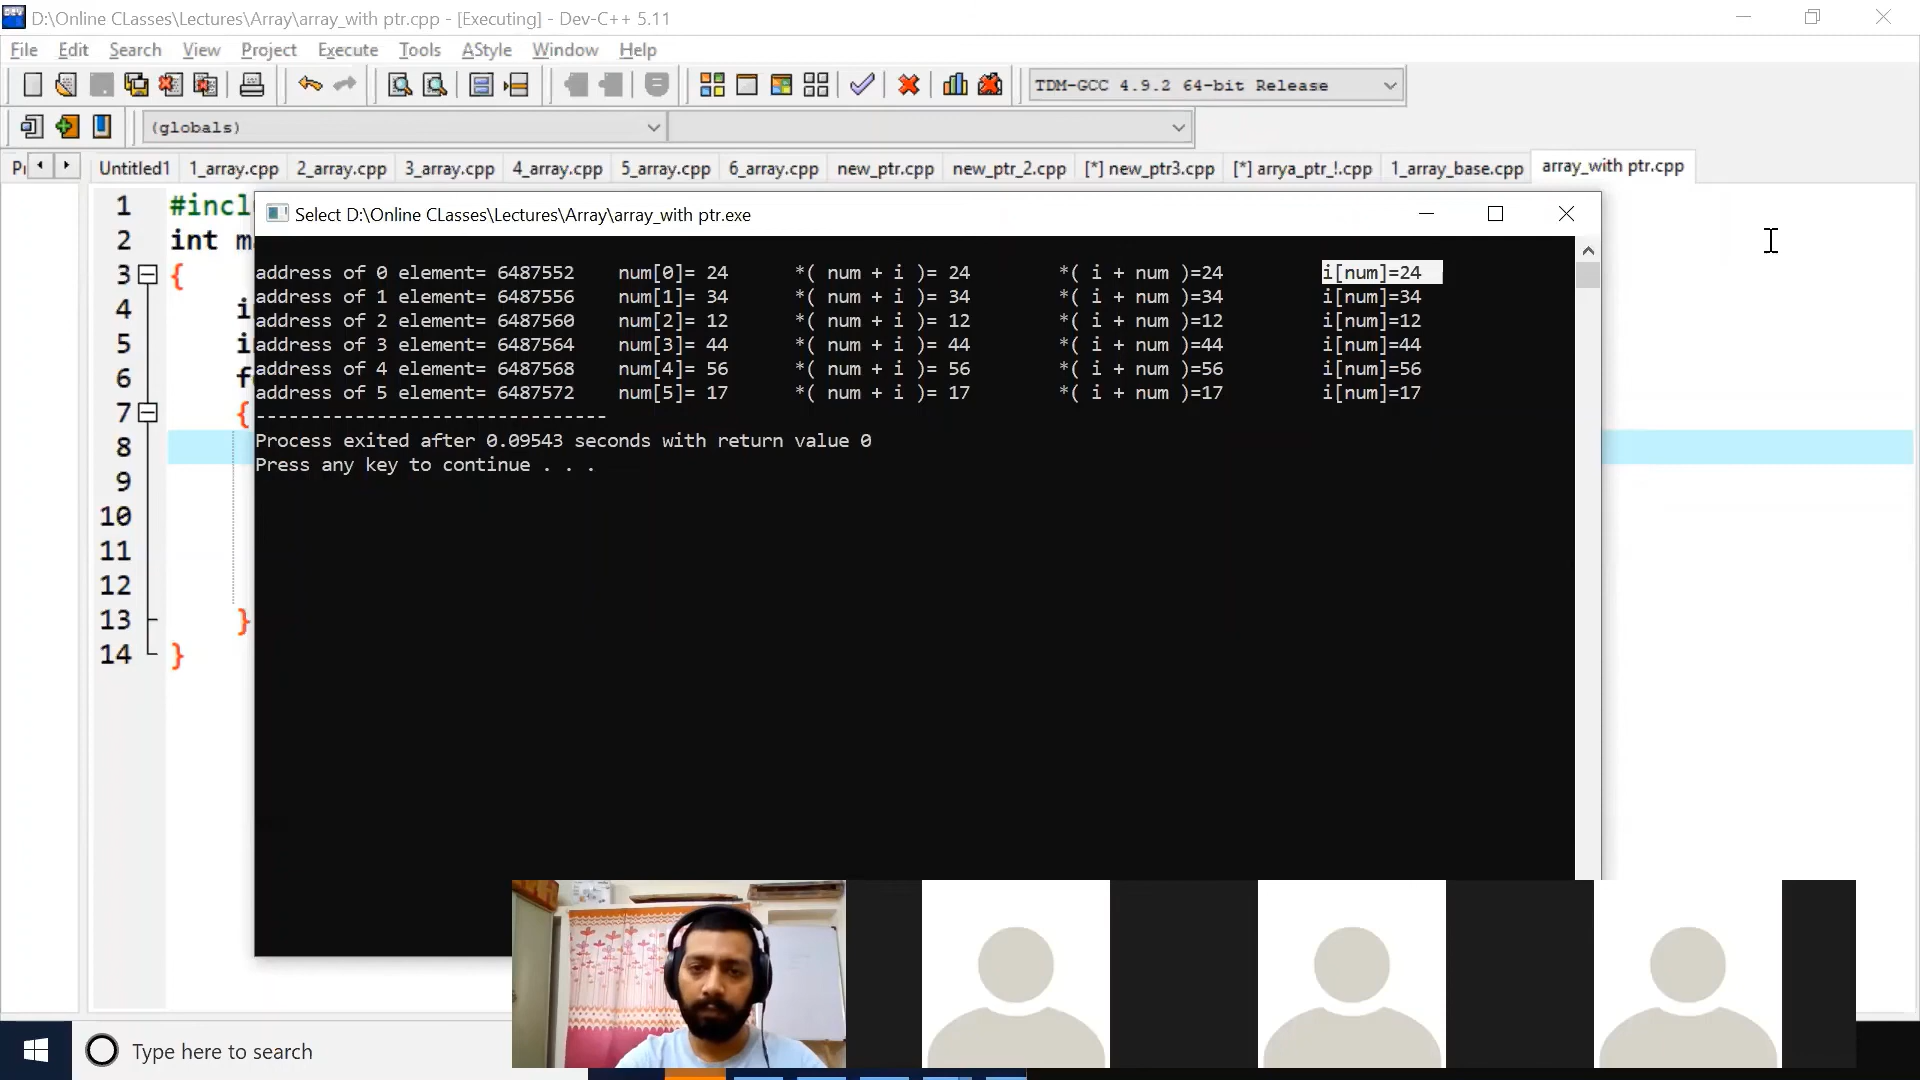 D:\Online CLasses\Lectures\Array\array_with ptr.cpp - [Executing] - Dev-C++ 5.11
File Edit Search View Project Execute Tools AStyle Window Help
TDM-GCC 4.9.2 64-bit Release
(globals)
Untitled1 1_array.cpp 2_array.cpp 3_array.cpp 4_array.cpp 5_array.cpp 6_array.cpp new_ptr.cpp new_ptr_2.cpp [*] new_ptr3.cpp [*] arrya_ptr_!.cpp 1_array_base.cpp array_with ptr.cpp
1 #incl
2 int m
3 {
4 i
5 i
6 f
7 {
8
9
10
11
12
13 }
14 }
Select D:\Online CLasses\Lectures\Array\array_with ptr.exe
address of 0 element= 6487552 num[0]= 24 *( num + i )= 24 *( i + num )=24 i[num]=24
address of 1 element= 6487556 num[1]= 34 *( num + i )= 34 *( i + num )=34 i[num]=34
address of 2 element= 6487560 num[2]= 12 *( num + i )= 12 *( i + num )=12 i[num]=12
address of 3 element= 6487564 num[3]= 44 *( num + i )= 44 *( i + num )=44 i[num]=44
address of 4 element= 6487568 num[4]= 56 *( num + i )= 56 *( i + num )=56 i[num]=56
address of 5 element= 6487572 num[5]= 17 *( num + i )= 17 *( i + num )=17 i[num]=17
--------------------------------
Process exited after 0.09543 seconds with return value 0
Press any key to continue . . .
Type here to search